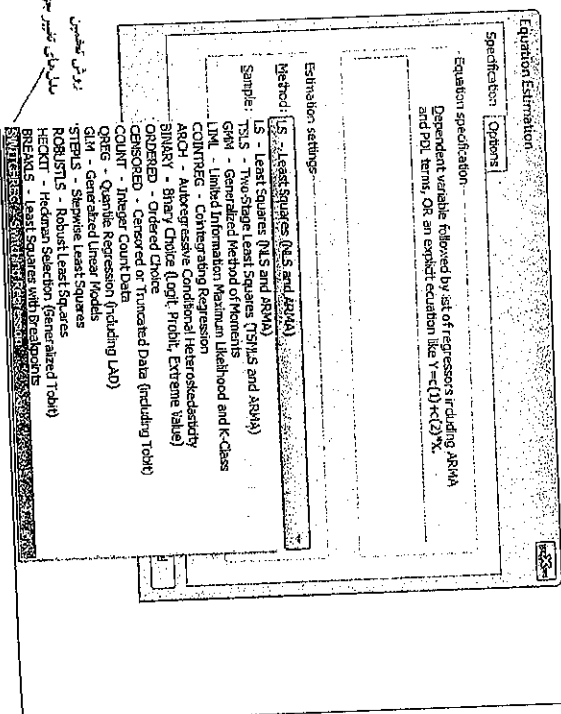 Equation Estimation
Specification Options
Equation specification
Dependent variable followed by list of regressors including ARMA
and PDL terms, OR an explicit equation like Y=c(1)+c(2)*X.
Estimation settings
Method: LS - Least Squares (NLS and ARMA)
Sample:
LS - Least Squares (NLS and ARMA)
TSLS - Two-Stage Least Squares (TSNLS and ARMA)
GMM - Generalized Method of Moments
LIML - Limited Information Maximum Likelihood and K-Class
COINTREG - Cointegrating Regression
ARCH - Autoregressive Conditional Heteroskedasticity
BINARY - Binary Choice (Logit, Probit, Extreme Value)
ORDERED - Ordered Choice
CENSORED - Censored or Truncated Data (including Tobit)
COUNT - Integer Count Data
QREG - Quantile Regression (including LAD)
GLM - Generalized Linear Models
STEPLS - Stepwise Least Squares
ROBUSTLS - Robust Least Squares
HECKIT - Heckman Selection (Generalized Tobit)
BREAKLS - Least Squares with Breakpoints
روش تخمین
مدل‌های تغییر